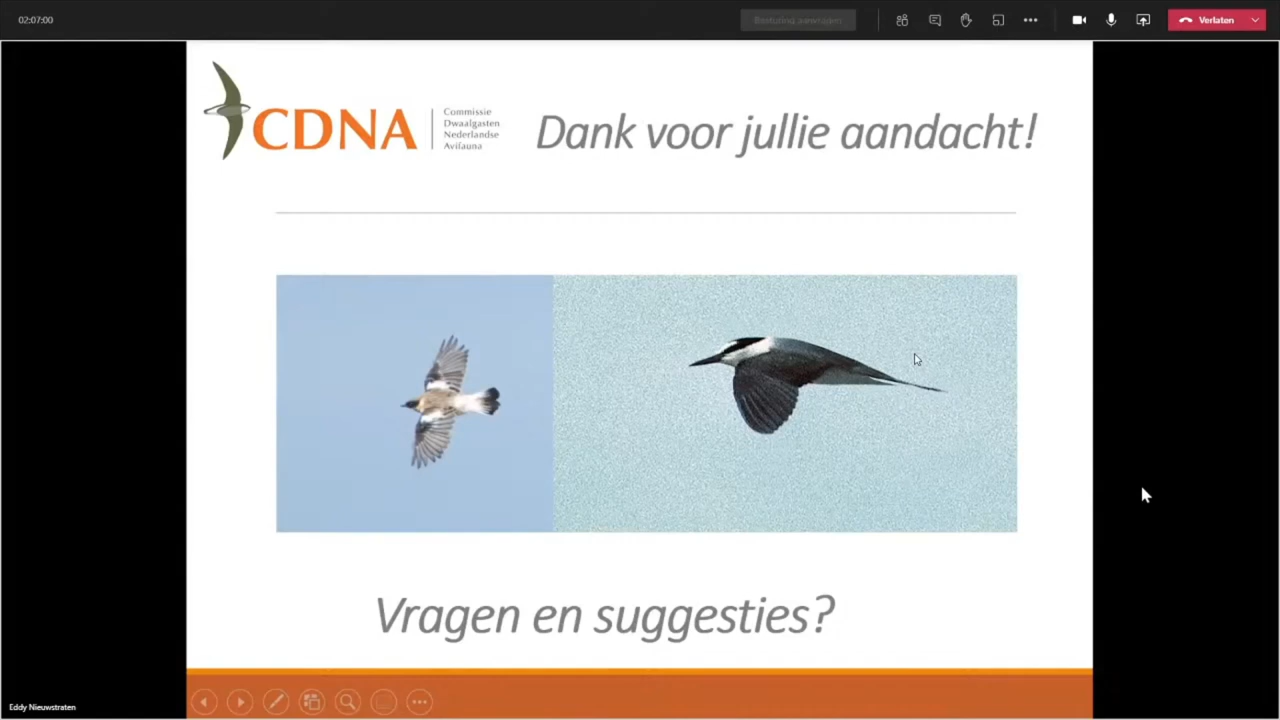 02:07:00
Besturing aanvragen
Verlaten
CDNA
Commissie
Dwaalgasten
Nederlandse
Avifauna
Dank voor jullie aandacht!
Vragen en suggesties?
Eddy Nieuwstraten